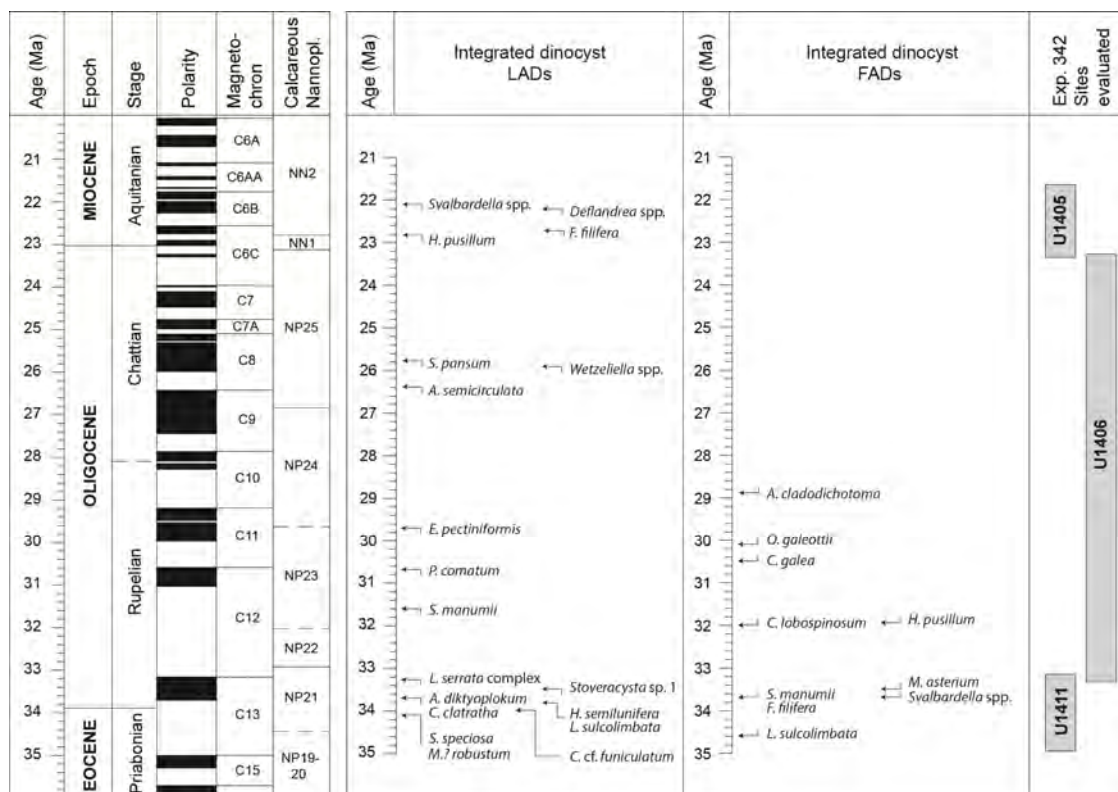 Age (Ma)
Epoch
Stage
Polarity
Magneto-
chron
Calcareous
Nannopl.
Age (Ma)
Integrated dinocyst
LADs
Age (Ma)
Integrated dinocyst
FADs
Exp. 342
Sites
evaluated
21
22
23
24
25
26
27
28
29
30
31
32
33
34
35
MIOCENE
OLIGOCENE
EOCENE
Aquitanian
Chattian
Rupelian
Priabonian
C6A
C6AA
C6B
C6C
C7
C7A
C8
C9
C10
C11
C12
C13
C15
NN2
NN1
NP25
NP24
NP23
NP22
NP21
NP19-
20
21
22
23
24
25
26
27
28
29
30
31
32
33
34
35
Svalbardella spp.
Deflandrea spp.
H. pusillum
F. filifera
S. pansum
Wetzeliella spp.
A. semicirculata
E. pectiniformis
P. comatum
S. manumii
L. serrata complex
Stoveracysta sp. 1
A. diktyoplokum
C. clatratha
H. semilunifera
L. sulcolimbata
S. speciosa
M.? robustum
C. cf. funiculatum
21
22
23
24
25
26
27
28
29
30
31
32
33
34
35
A. cladodichotoma
O. galeottii
C. galea
C. lobospinosum
H. pusillum
M. asterium
S. manumii
Svalbardella spp.
F. filifera
L. sulcolimbata
U1405
U1406
U1411